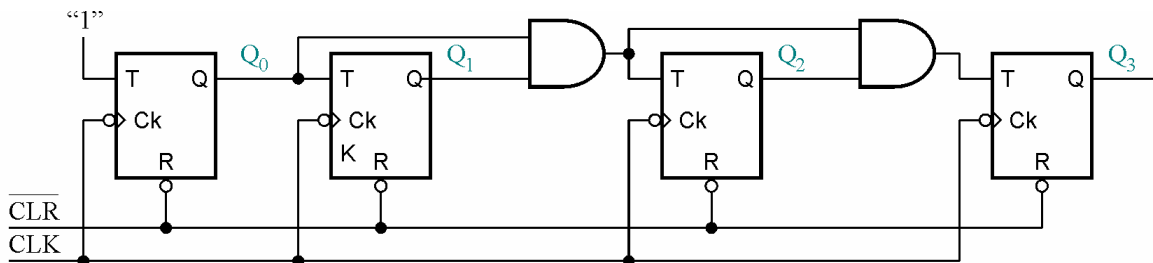 “1”
Q0 Q1 Q2 Q3
T Q T Q T Q T Q
Ck Ck Ck Ck
K
R R R R
CLR
CLK